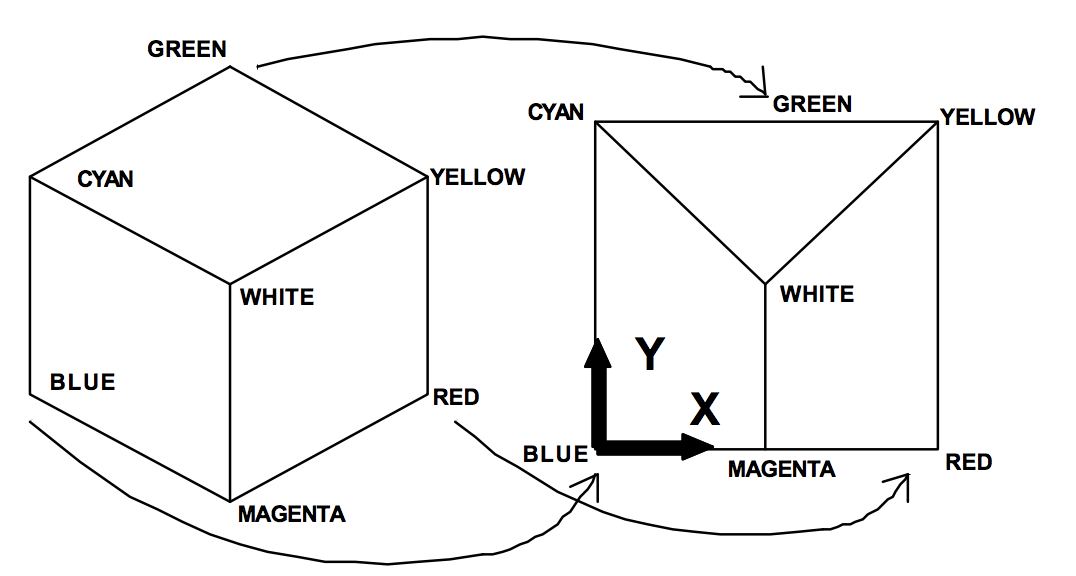 GREEN
CYAN
YELLOW
WHITE
BLUE
RED
MAGENTA
GREEN
CYAN
YELLOW
WHITE
Y
X
BLUE
MAGENTA
RED